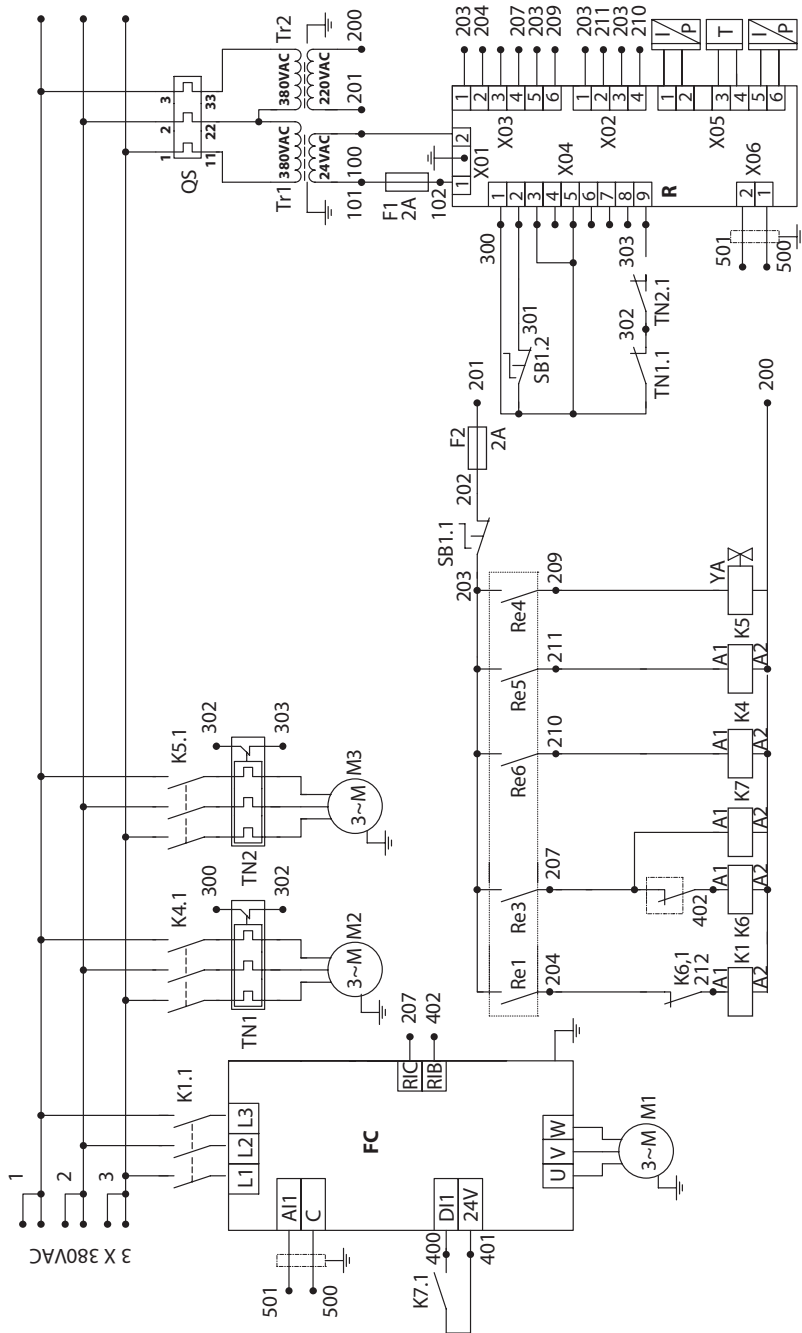 3 X 380VAC
1
2
3
K1.1
L1
L2
L3
AI1
C
501
500
FC
RIC
RIB
207
402
DI1
24V
400
401
K7.1
U
V
W
3~M
M1
K4.1
TN1
300
302
3~M
M2
K5.1
TN2
302
303
3~M
M3
QS
1
2
3
11
22
33
Tr1
380VAC
24VAC
Tr2
380VAC
220VAC
101
100
201
200
F1
2A
102
1
2
X01
X03
1
2
3
4
5
6
203
204
207
203
209
X02
1
2
3
4
203
211
203
210
X05
1
2
3
4
5
6
I
P
T
I
P
X04
1
2
3
4
5
6
7
8
9
R
X06
2
1
501
500
300
SB1.2
301
TN1.1
302
TN2.1
303
201
F2
2A
202
SB1.1
203
Re1
Re3
Re6
Re5
Re4
204
207
210
211
209
K6,1
212
402
A1
A2
K1
A1
A2
K6
A1
A2
K7
A1
A2
K4
A1
A2
K5
YA
200